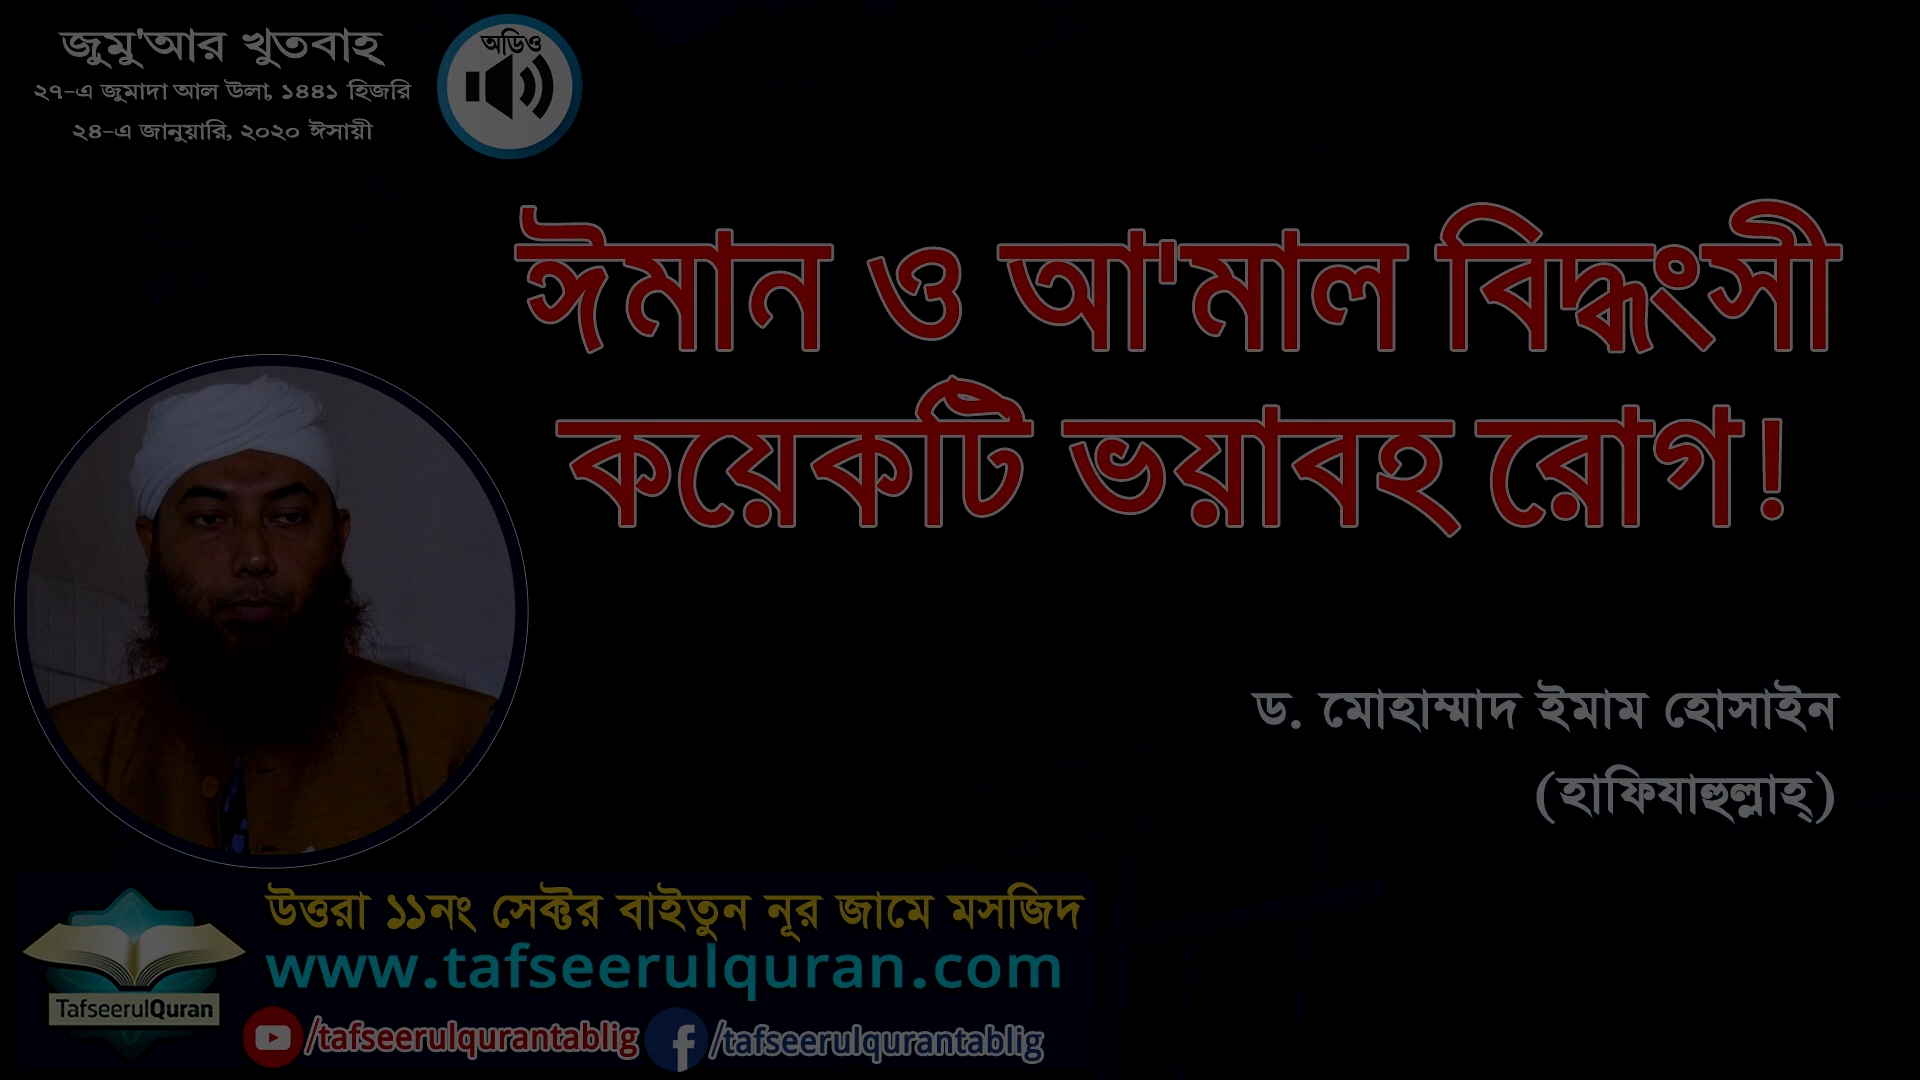 জুমু'আর খুতবাহ
২৭-এ জুমাদা আল উলা, ১৪৪১ হিজরি
২৪-এ জানুয়ারি, ২০২০ ঈসায়ী
অডিও
ঈমান ও আ'মাল বিদ্ধংসী
কয়েকটি ভয়াবহ রোগ!
ড. মোহাম্মাদ ইমাম হোসাইন
(হাফিযাহুল্লাহ্)
উত্তরা ১১নং সেক্টর বাইতুন নূর জামে মসজিদ
www.tafseerulquran.com
TafseerulQuran
/tafseerulqurantablig
/tafseerulqurantablig